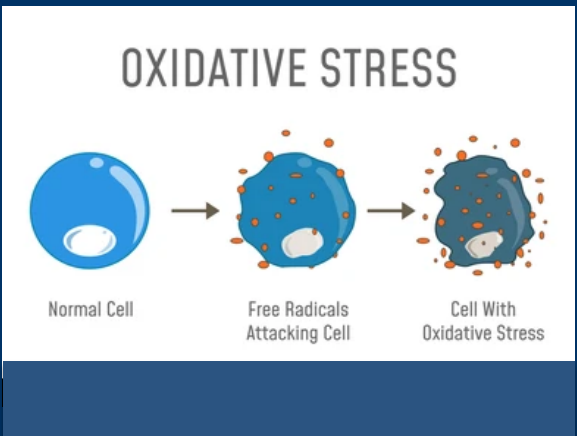 OXIDATIVE STRESS
Normal Cell
Free Radicals
Attacking Cell
Cell With
Oxidative Stress